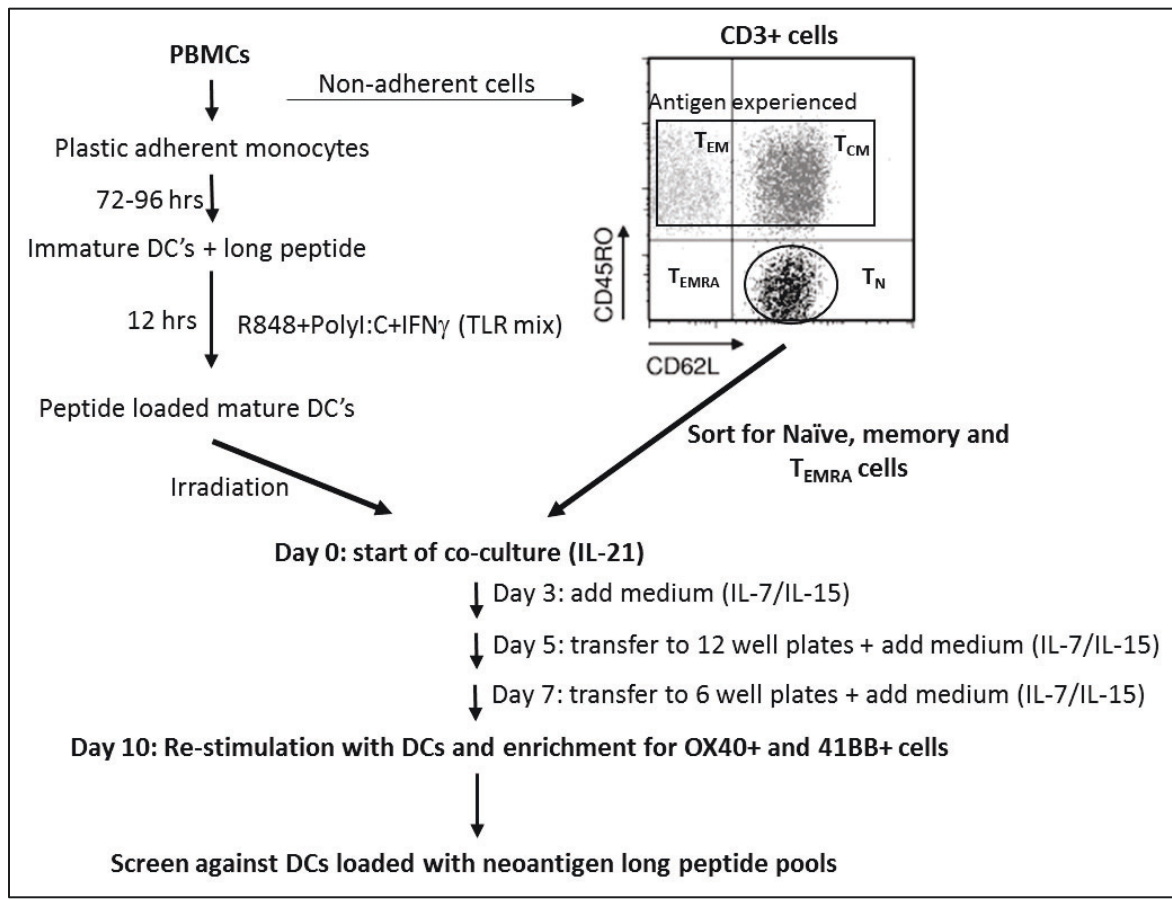 PBMCs
Non-adherent cells
Plastic adherent monocytes
72-96 hrs
Immature DC's + long peptide
12 hrs
R848+PolyI:C+IFNγ (TLR mix)
Peptide loaded mature DC's
Irradiation
CD3+ cells
Antigen experienced
TEM
TCM
TEMRA
TN
CD45RO
CD62L
Sort for Naïve, memory and
TEMRA cells
Day 0: start of co-culture (IL-21)
Day 3: add medium (IL-7/IL-15)
Day 5: transfer to 12 well plates + add medium (IL-7/IL-15)
Day 7: transfer to 6 well plates + add medium (IL-7/IL-15)
Day 10: Re-stimulation with DCs and enrichment for OX40+ and 41BB+ cells
Screen against DCs loaded with neoantigen long peptide pools